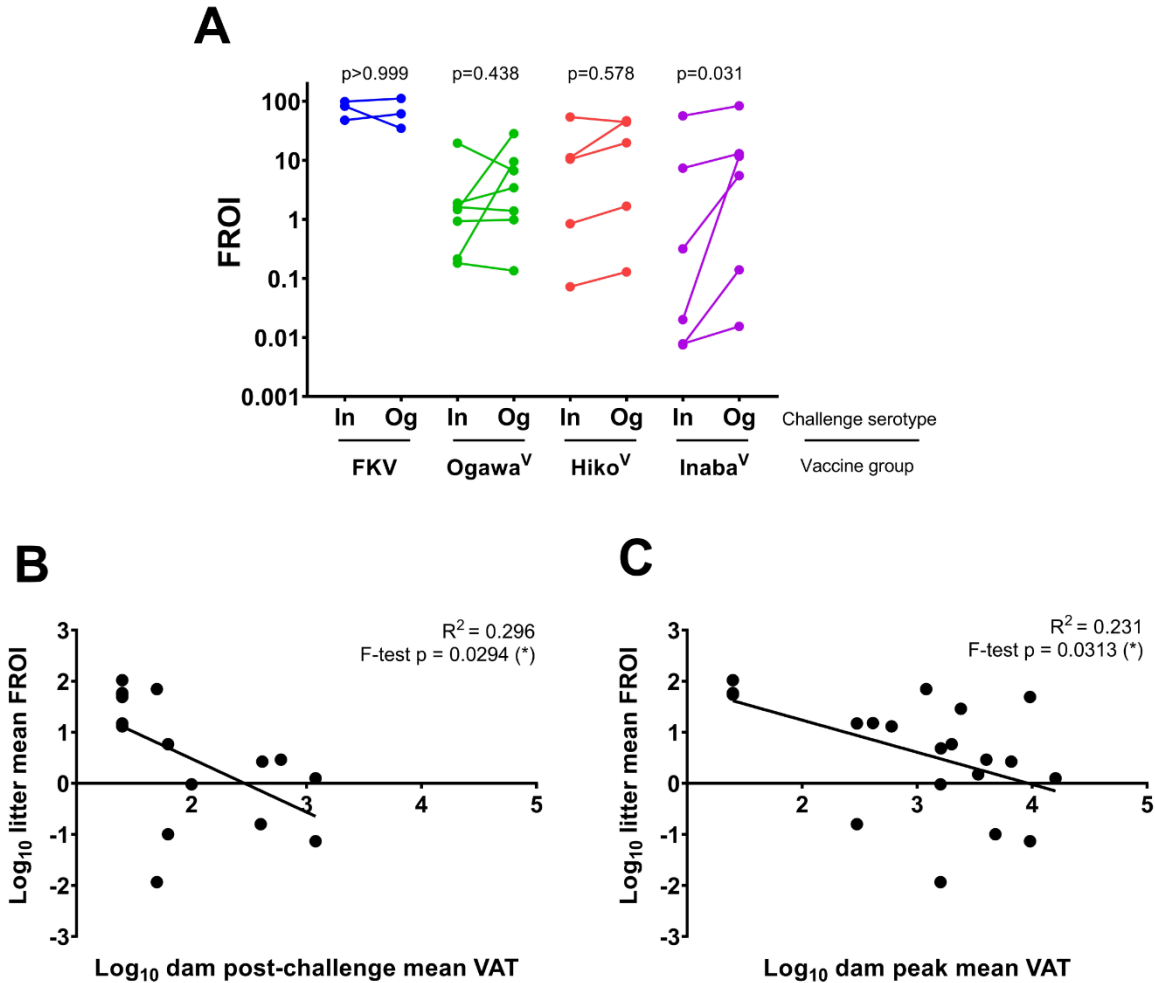 A
p>0.999 p=0.438 p=0.578 p=0.031
FROI
100
10
1
0.1
0.01
0.001
In Og In Og In Og In Og Challenge serotype
FKV Ogawa^V Hiko^V Inaba^V Vaccine group
B
R² = 0.296
F-test p = 0.0294 (*)
Log₁₀ litter mean FROI
3
2
1
0
-1
-2
-3
2 3 4 5
Log₁₀ dam post-challenge mean VAT
C
R² = 0.231
F-test p = 0.0313 (*)
Log₁₀ litter mean FROI
3
2
1
0
-1
-2
-3
2 3 4 5
Log₁₀ dam peak mean VAT